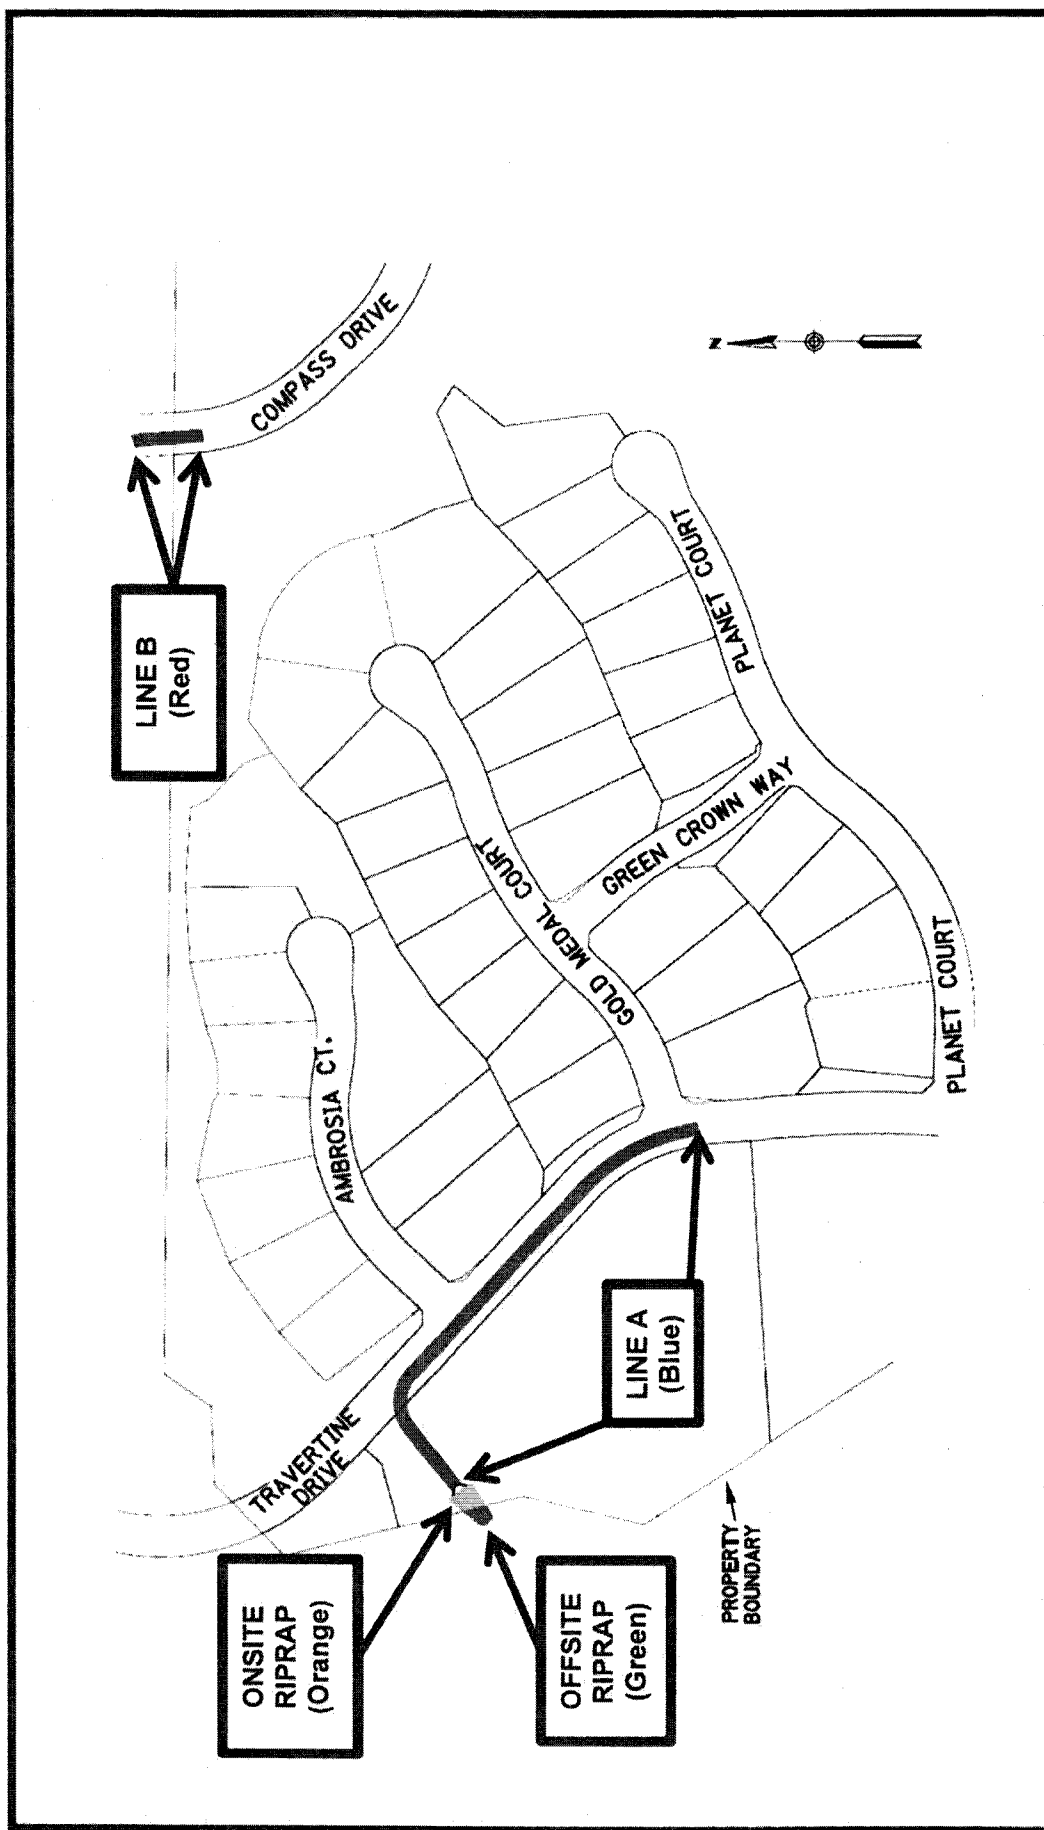 LINE B
(Red)
COMPASS DRIVE
N
PLANET COURT
GREEN CROWN WAY
GOLD MEDAL COURT
AMBROSIA CT.
PLANET COURT
TRAVERTINE
DRIVE
LINE A
(Blue)
ONSITE
RIPRAP
(Orange)
OFFSITE
RIPRAP
(Green)
PROPERTY
BOUNDARY